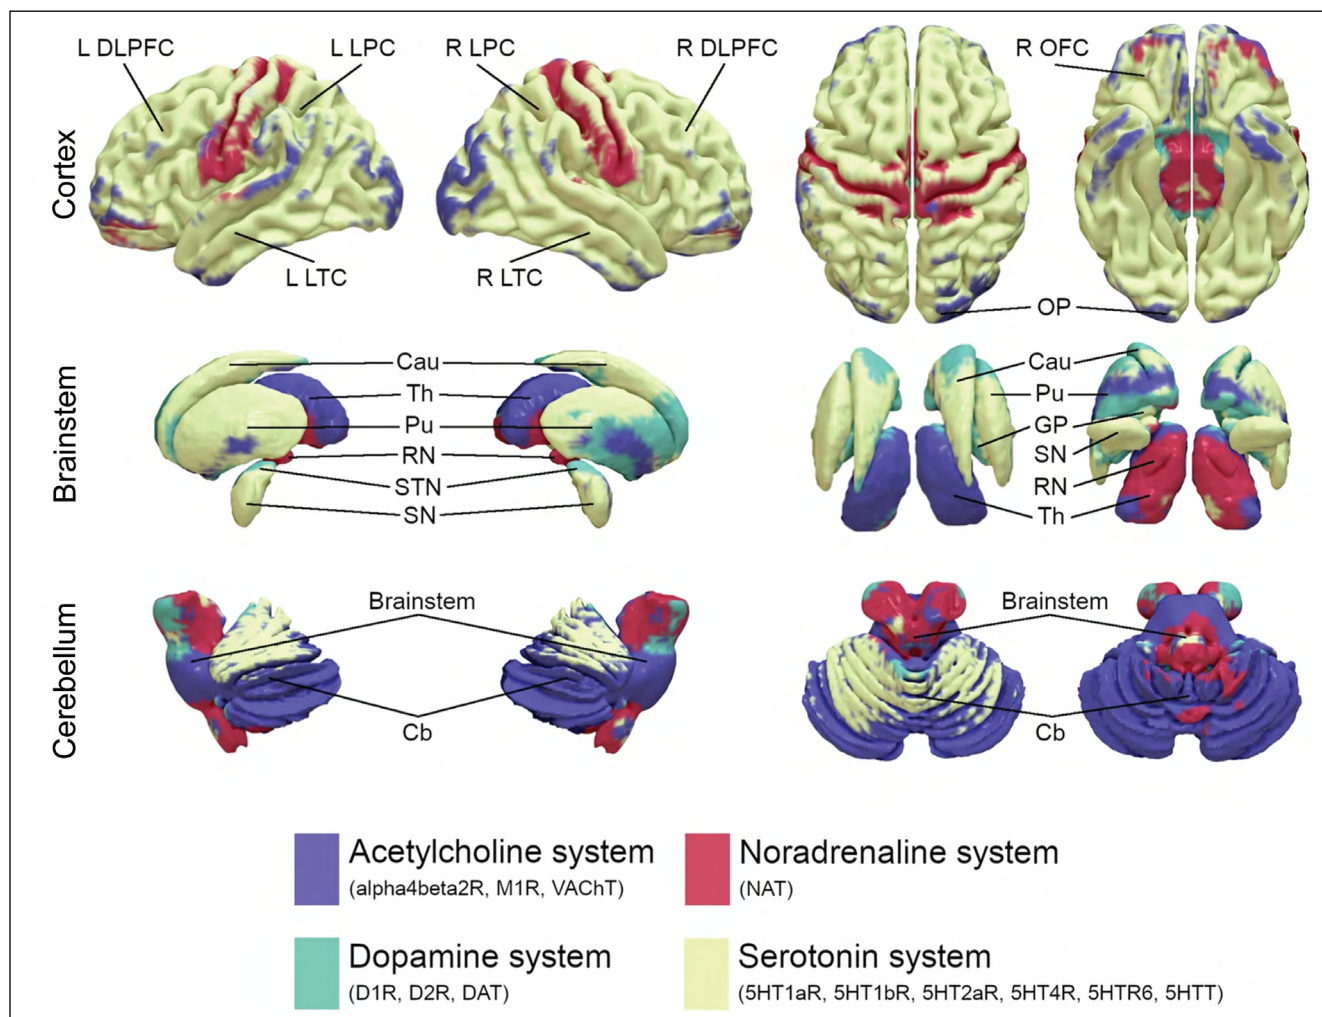 L DLPFC
L LPC
R LPC
R DLPFC
R OFC
Cortex
L LTC
R LTC
OP
Brainstem
Cau
Th
Pu
RN
STN
SN
Cau
Pu
GP
SN
RN
Th
Cerebellum
Brainstem
Cb
Brainstem
Cb
Acetylcholine system
(alpha4beta2R, M1R, VAChT)
Noradrenaline system
(NAT)
Dopamine system
(D1R, D2R, DAT)
Serotonin system
(5HT1aR, 5HT1bR, 5HT2aR, 5HT4R, 5HTR6, 5HTT)